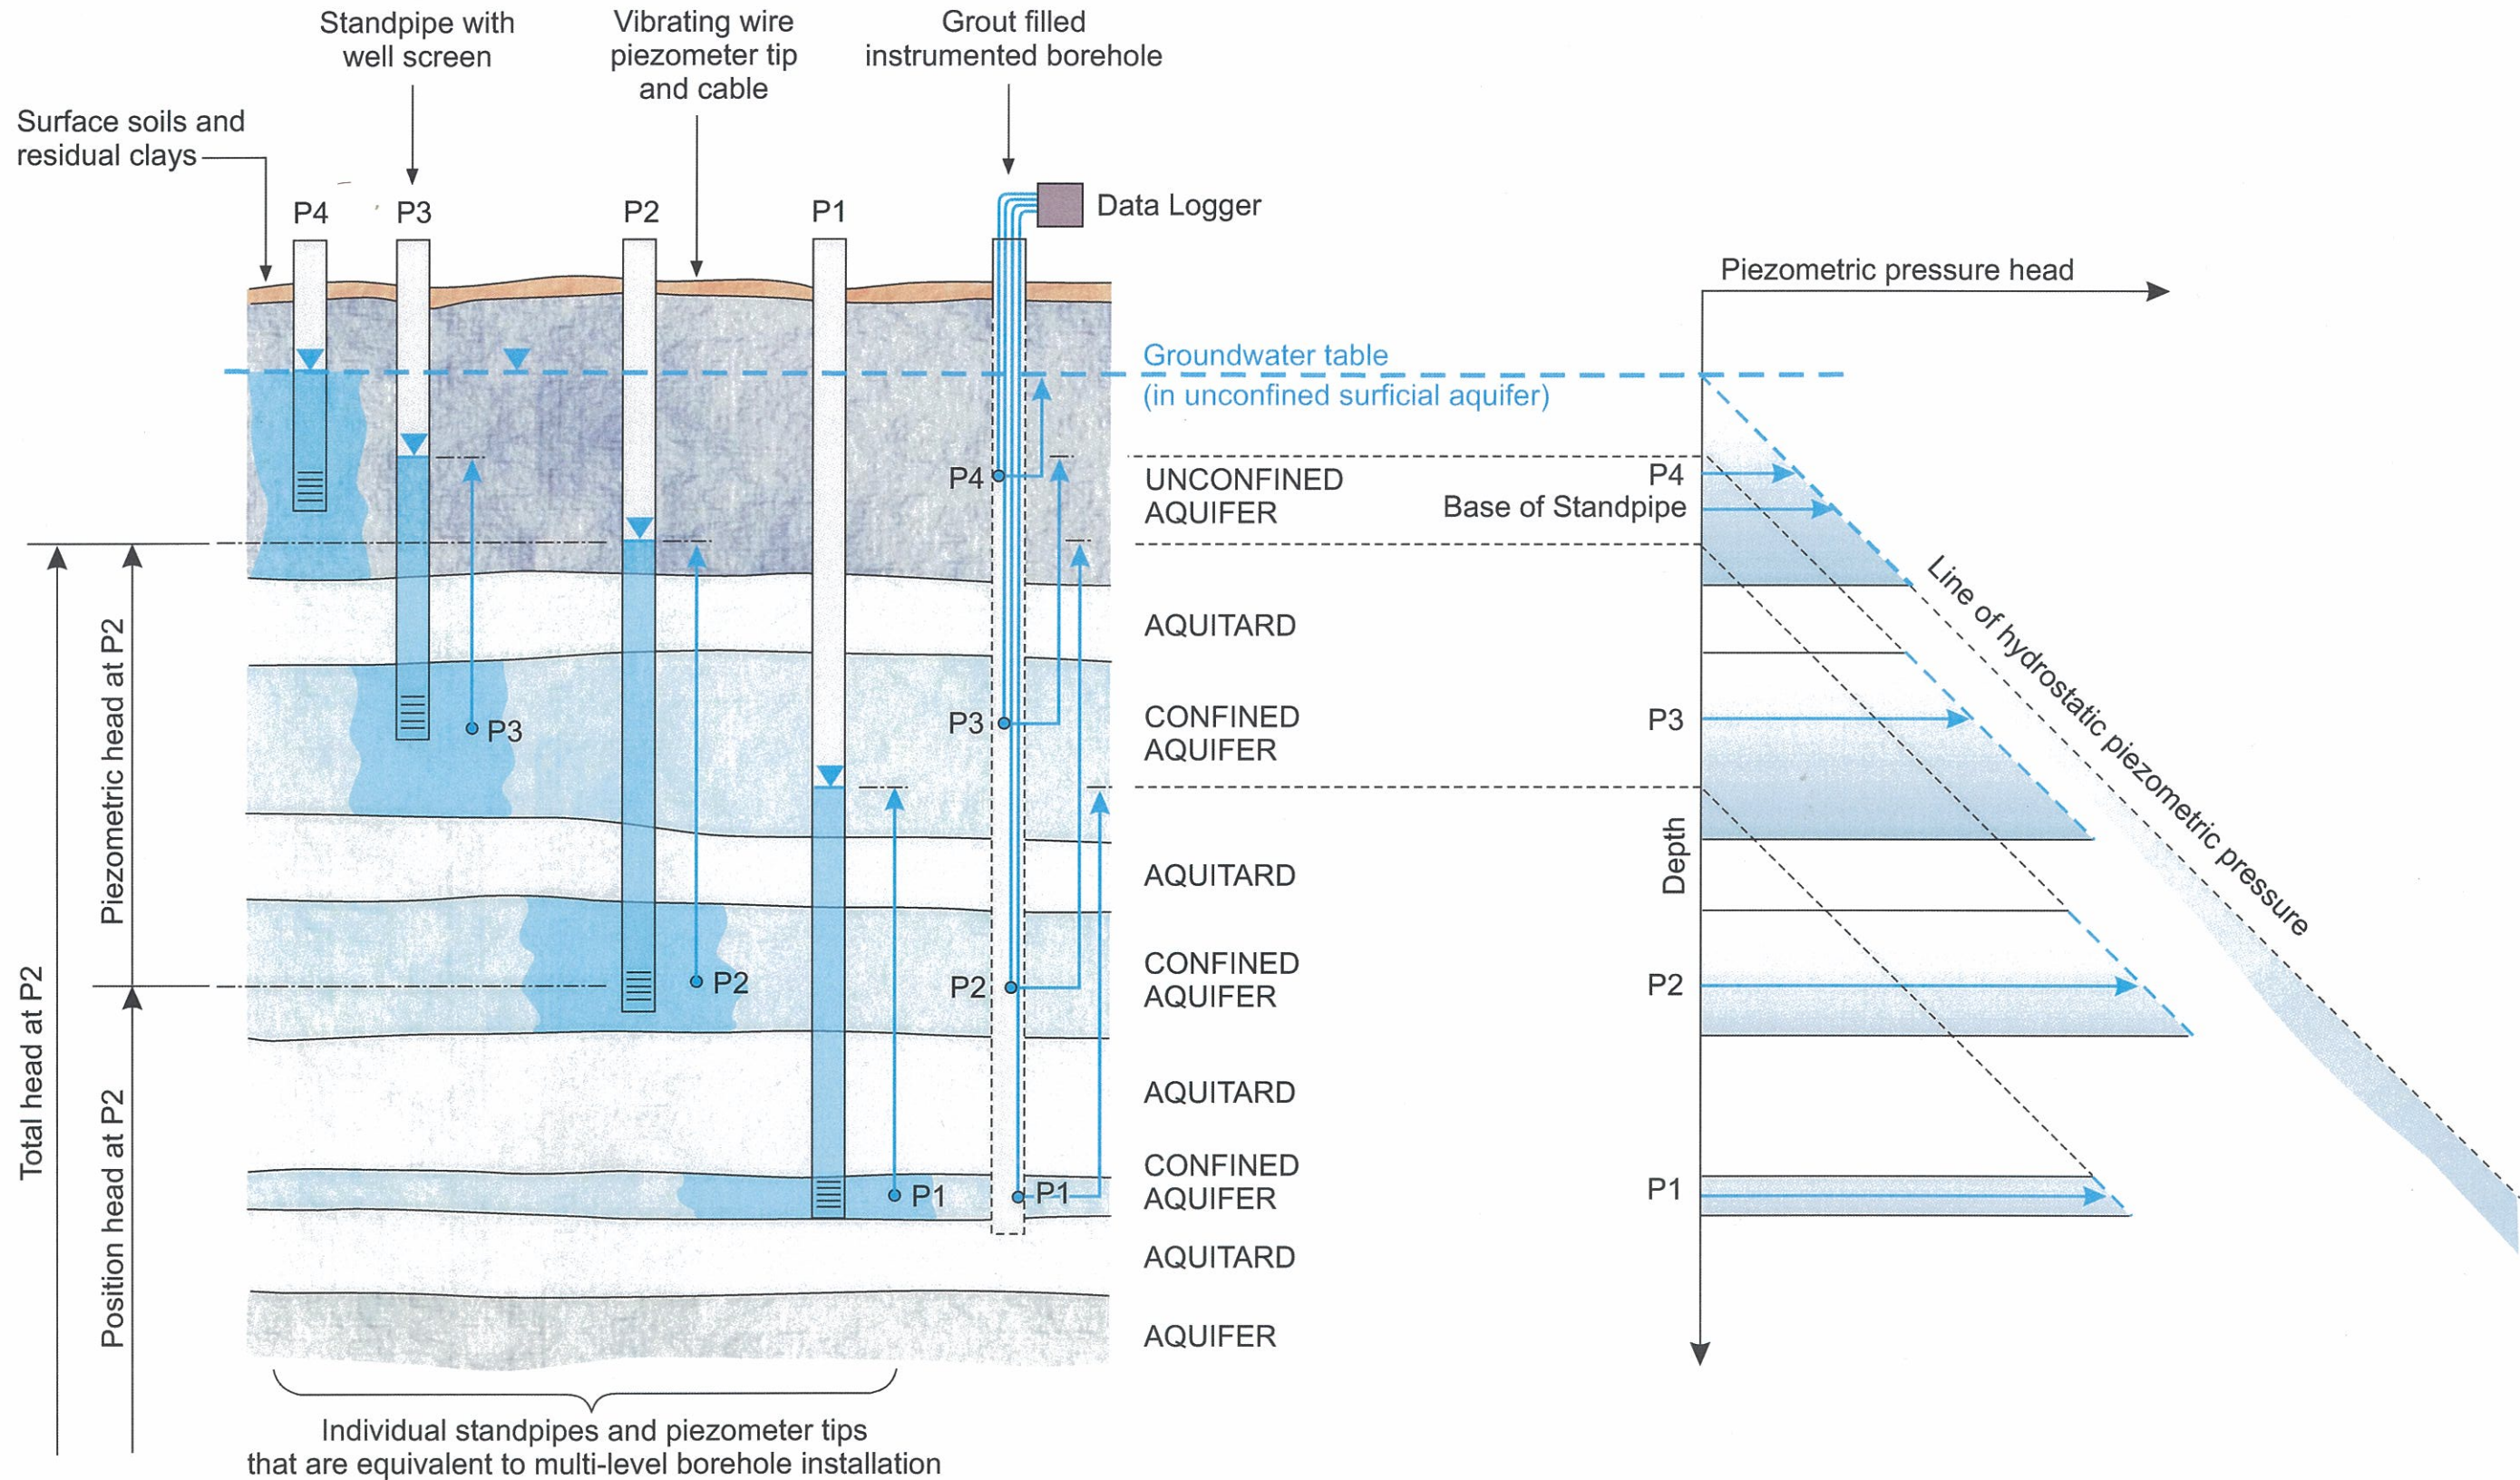 Standpipe with
well screen
Vibrating wire
piezometer tip
and cable
Grout filled
instrumented borehole
Surface soils and
residual clays
P4
P3
P2
P1
Data Logger
Piezometric pressure head
Groundwater table
(in unconfined surficial aquifer)
P4
UNCONFINED
AQUIFER
P4
Base of Standpipe
Line of hydrostatic piezometric pressure
AQUITARD
P3
P3
CONFINED
AQUIFER
P3
Depth
AQUITARD
P2
P2
CONFINED
AQUIFER
P2
AQUITARD
P1
P1
CONFINED
AQUIFER
P1
AQUITARD
AQUIFER
Total head at P2
Piezometric head at P2
Position head at P2
Individual standpipes and piezometer tips
that are equivalent to multi-level borehole installation